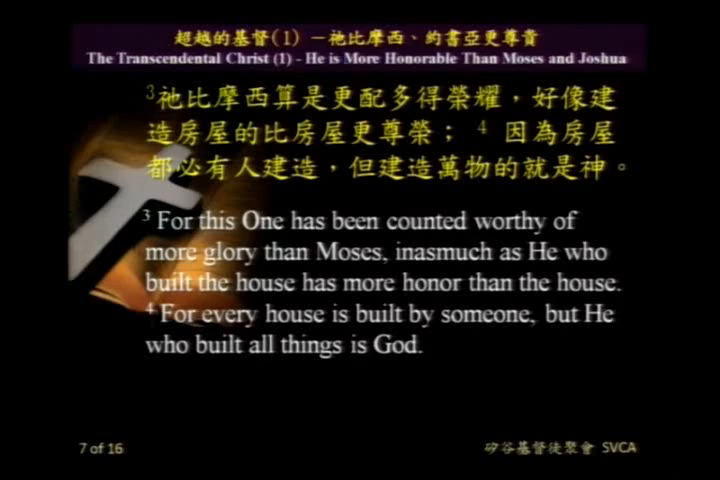 超越的基督(1) －祂比摩西、約書亞更尊貴
The Transcendental Christ (1) - He is More Honorable Than Moses and Joshua
3祂比摩西算是更配多得榮耀，好像建
造房屋的比房屋更尊榮； 4 因為房屋
都必有人建造，但建造萬物的就是神。
3 For this One has been counted worthy of
more glory than Moses, inasmuch as He who
built the house has more honor than the house.
4 For every house is built by someone, but He
who built all things is God.
7 of 16
矽谷基督徒聚會 SVCA